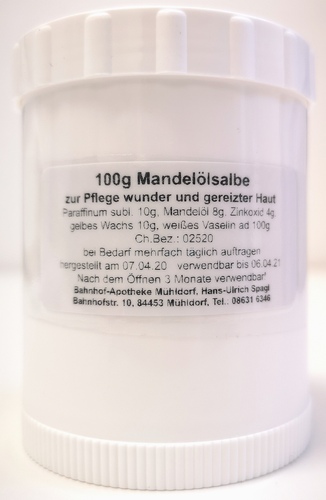 100g Mandelölsalbe
zur Pflege wunder und gereizter Haut
Paraffinum subl. 10g, Mandelöl 8g, Zinkoxid 4g,
gelbes Wachs 10g, weißes Vaselin ad 100g
Ch.Bez.: 02520
bei Bedarf mehrfach täglich auftragen
hergestellt am 07.04.20 verwendbar bis 06.04.21
Nach dem Öffnen 3 Monate verwendbar!
Bahnhof-Apotheke Mühldorf, Hans-Ulrich Spagl
Bahnhofstr. 10, 84453 Mühldorf, Tel.: 08631 6346